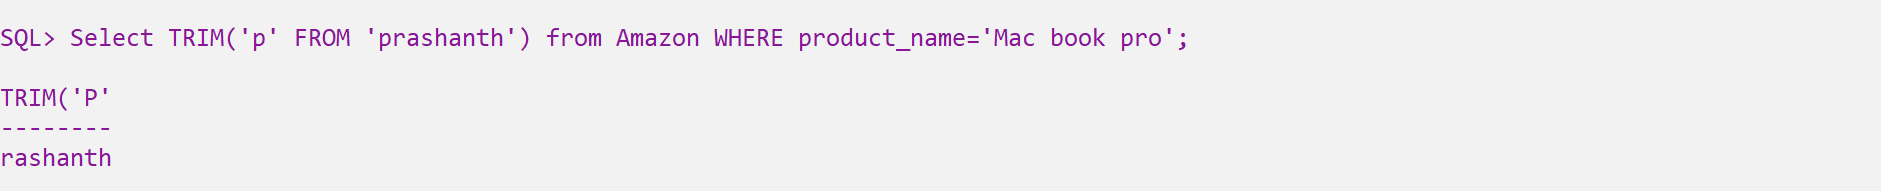 SQL> Select TRIM('p' FROM 'prashanth') from Amazon WHERE product_name='Mac book pro';
TRIM('P'
--------
rashanth